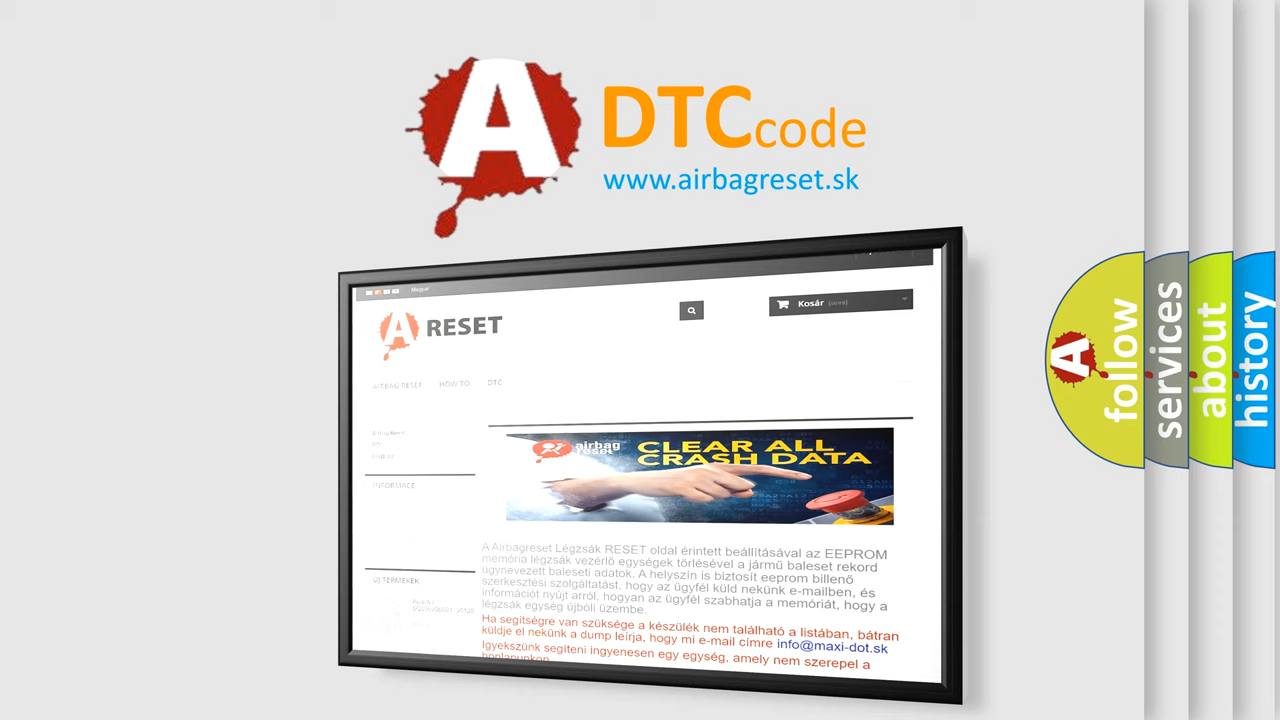 A
DTCcode
www.airbagreset.sk
Magyar
A RESET
Kosár (üres)
AIRBAG RESET HOW TO DTC
airbag
reset
CLEAR ALL
CRASH DATA
INFORMACE
ÚJ TERMÉKEK
A Airbagreset Légzsák RESET oldal érintett beállításával az EEPROM
memória légzsák vezérlő egységek törlésével a jármű baleset rekord
úgynevezett baleseti adatok. A helyszín is biztosít eeprom billenő
szerkesztési szolgáltatást, hogy az ügyfél küld nekünk e-mailben, és
információt nyújt arról, hogyan az ügyfél szabhatja a memóriát, hogy a
légzsák egység újbóli üzembe.
Ha segítségre van szüksége a készülék nem található a listában, bátran
küldje el nekünk a dump leírja, hogy mi e-mail címre info@maxi-dot.sk
Igyekszünk segíteni ingyenesen egy egység, amely nem szerepel a
honlapunkon
A follow
services
about
history